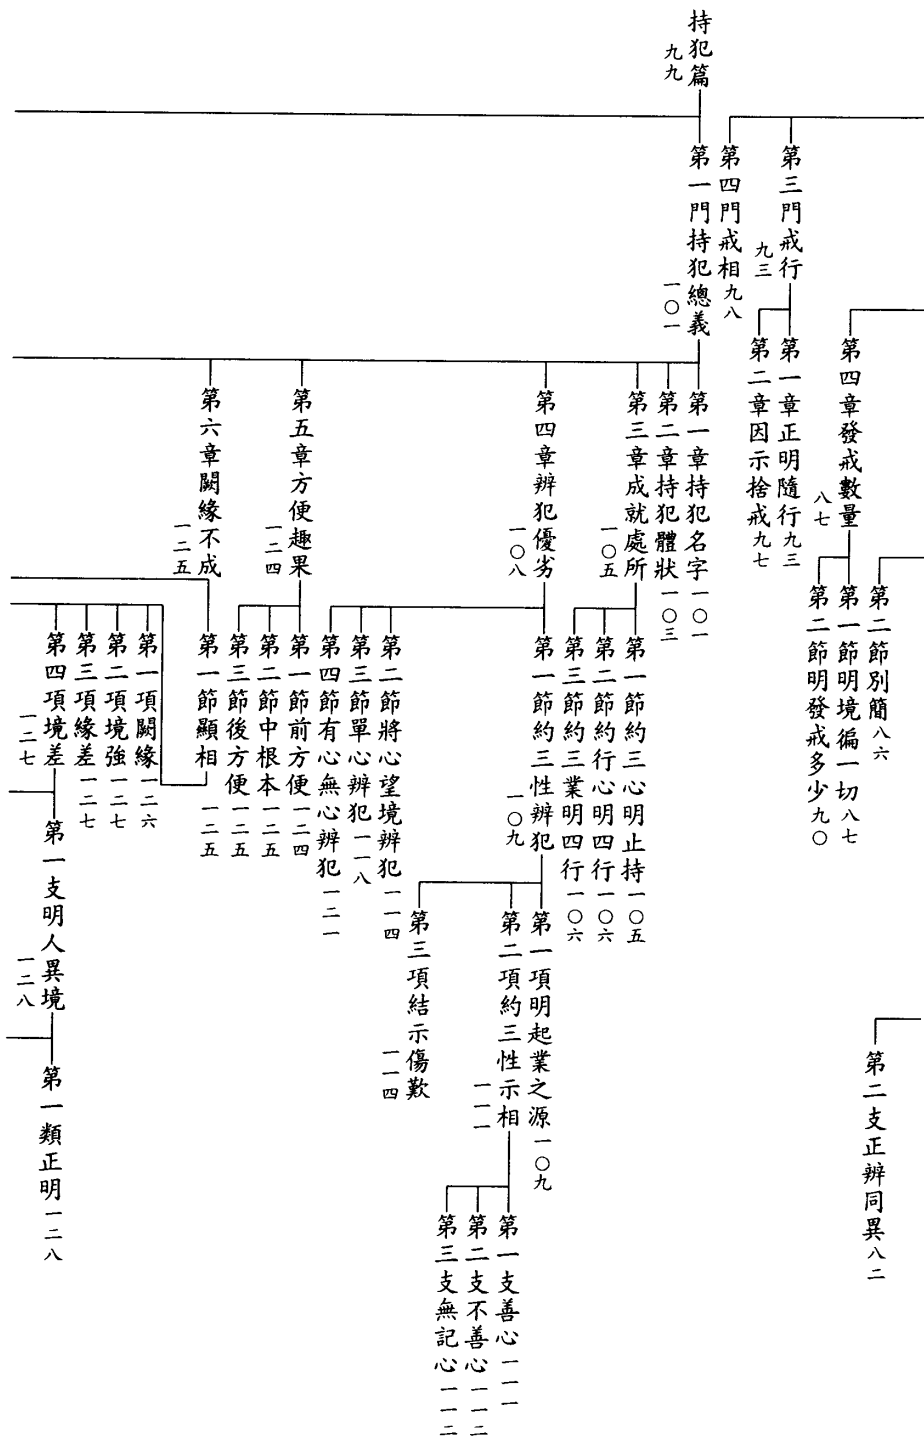 第二支正辨同異八二
第二節別簡八六
第四章發戒數量八七
第一節明境徧一切八七
第二節明發戒多少九〇
第三門戒行九三
第一章正明隨行九三
第二章因示捨戒九七
第四門戒相九八
持犯篇九九
第一門持犯總義一〇一
第一章持犯名字一〇一
第二章持犯體狀一〇三
第三章成就處所一〇五
第一節約三心明止持一〇五
第二節約行心明四行一〇六
第三節約三業明四行一〇六
第四章辨犯優劣一〇八
第一節約三性辨犯一〇九
第一項明起業之源一〇九
第二項約三性示相一一一
第一支善心一一一
第二支不善心一一二
第三支無記心一一二
第三項結示傷歎一一四
第二節將心望境辨犯一一四
第三節單心辨犯一一八
第四節有心無心辨犯一二一
第五章方便趣果一二四
第一節前方便一二四
第二節中根本一二五
第三節後方便一二五
第六章闕緣不成一二五
第一節顯相一二五
第一項闕緣一二六
第二項境強一二七
第三項緣差一二七
第四項境差一二七
第一支明人異境一二八
第一類正明一二八